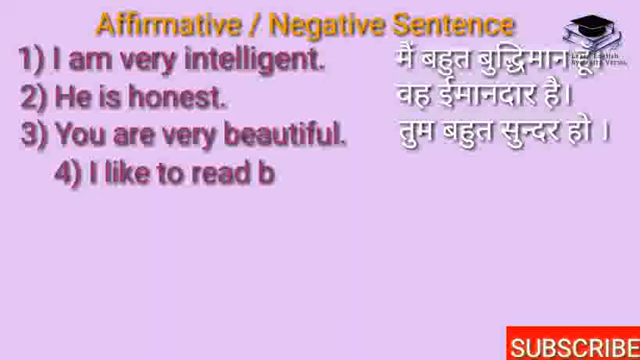 Affirmative / Negative Sentence
1) I am very intelligent. मैं बहुत बुद्धिमान हूँ।
2) He is honest. वह ईमानदार है।
3) You are very beautiful. तुम बहुत सुन्दर हो ।
4) I like to read b
SUBSCRIBE